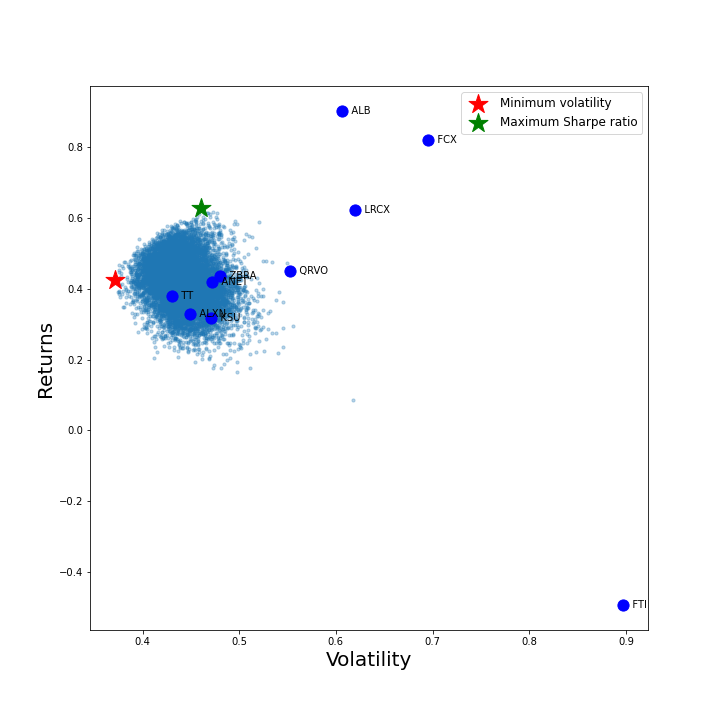 Minimum volatility
Maximum Sharpe ratio
ALB
FCX
LRCX
QRVO
ZBRA
ANET
TT
ALXN
KSU
FTI
0.8
0.6
0.4
0.2
0.0
−0.2
−0.4
Returns
0.4
0.5
0.6
0.7
0.8
0.9
Volatility